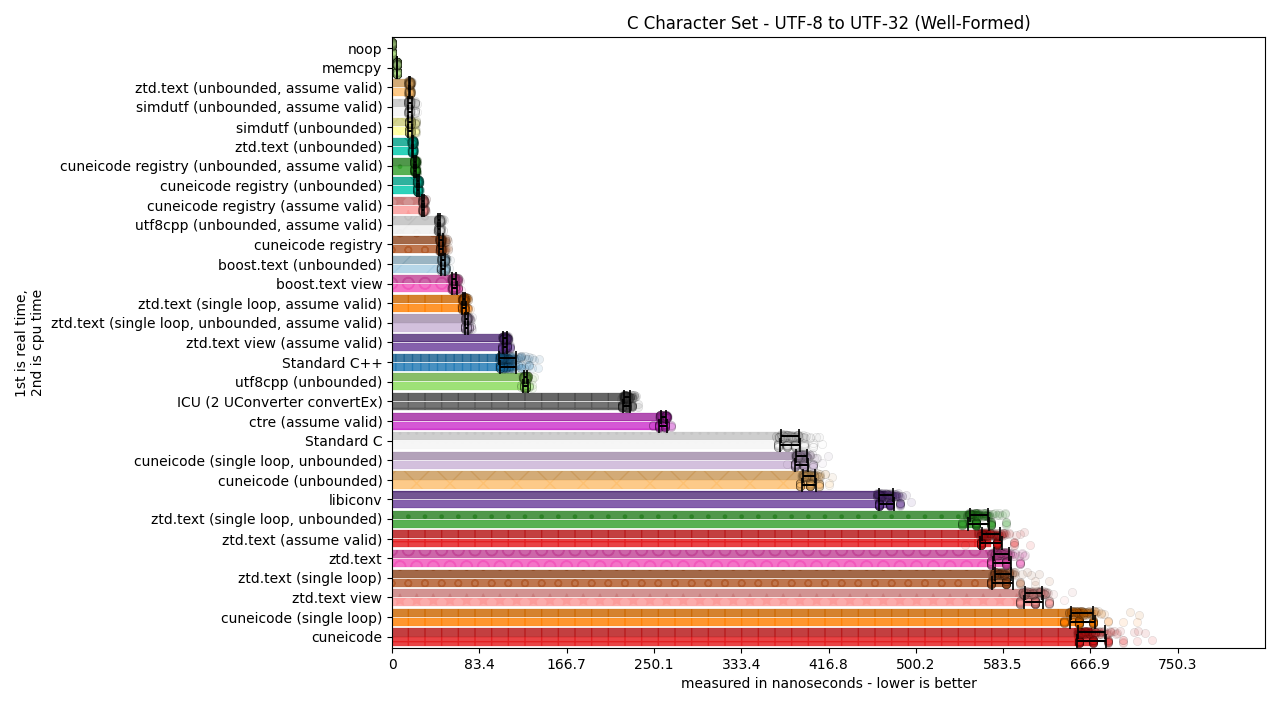 C Character Set - UTF-8 to UTF-32 (Well-Formed)
1st is real time,
2nd is cpu time
noop
memcpy
ztd.text (unbounded, assume valid)
simdutf (unbounded, assume valid)
simdutf (unbounded)
ztd.text (unbounded)
cuneicode registry (unbounded, assume valid)
cuneicode registry (unbounded)
cuneicode registry (assume valid)
utf8cpp (unbounded, assume valid)
cuneicode registry
boost.text (unbounded)
boost.text view
ztd.text (single loop, assume valid)
ztd.text (single loop, unbounded, assume valid)
ztd.text view (assume valid)
Standard C++
utf8cpp (unbounded)
ICU (2 UConverter convertEx)
ctre (assume valid)
Standard C
cuneicode (single loop, unbounded)
cuneicode (unbounded)
libiconv
ztd.text (single loop, unbounded)
ztd.text (assume valid)
ztd.text
ztd.text (single loop)
ztd.text view
cuneicode (single loop)
cuneicode
0 83.4 166.7 250.1 333.4 416.8 500.2 583.5 666.9 750.3
measured in nanoseconds - lower is better